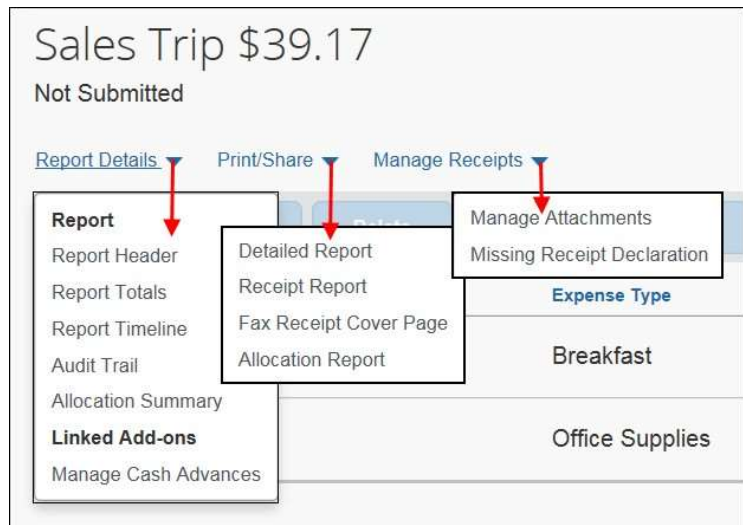 Sales Trip $39.17
Not Submitted
Report Details
Print/Share
Manage Receipts
Report
Report Header
Report Totals
Report Timeline
Audit Trail
Allocation Summary
Linked Add-ons
Manage Cash Advances
Detailed Report
Receipt Report
Fax Receipt Cover Page
Allocation Report
Manage Attachments
Missing Receipt Declaration
Expense Type
Breakfast
Office Supplies